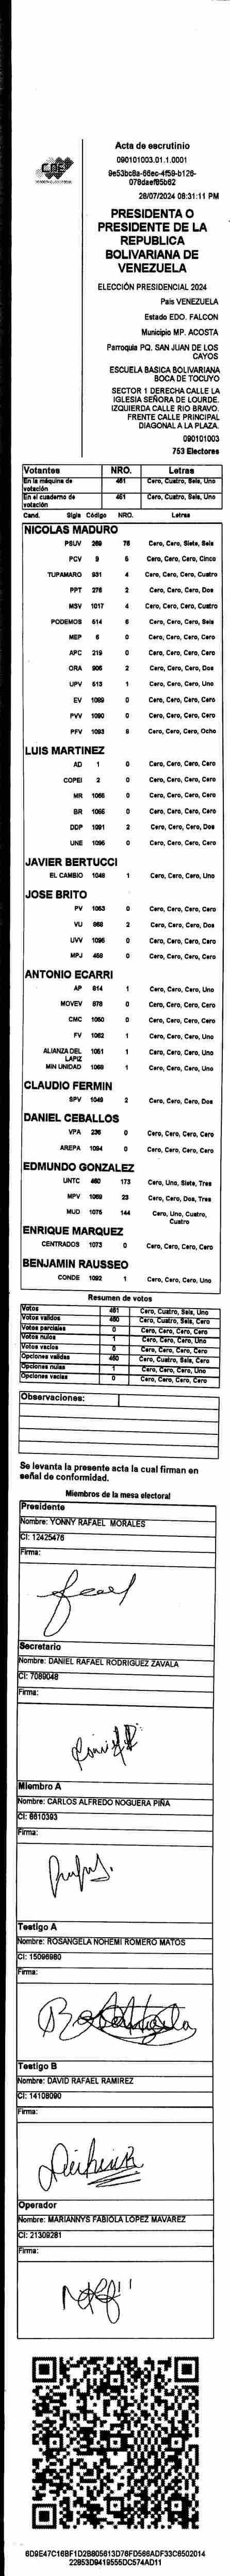 CNE
Acta de escrutinio
090101003.01.1.0001
9e53bc8a-66ec-4f59-b126-
078daef95b62
28/07/2024 08:31:11 PM
PRESIDENTA O
PRESIDENTE DE LA
REPUBLICA
BOLIVARIANA DE
VENEZUELA
ELECCIÓN PRESIDENCIAL 2024
País VENEZUELA
Estado EDO. FALCON
Municipio MP. ACOSTA
Parroquia PQ. SAN JUAN DE LOS
CAYOS
ESCUELA BASICA BOLIVARIANA
BOCA DE TOCUYO
SECTOR 1 DERECHA CALLE LA
IGLESIA SEÑORA DE LOURDE.
IZQUIERDA CALLE RIO BRAVO.
FRENTE CALLE PRINCIPAL
DIAGONAL A LA PLAZA.
090101003
753 Electores
Votantes NRO. Letras
En la máquina de votación 461 Cero, Cuatro, Seis, Uno
En el cuaderno de votación 461 Cero, Cuatro, Seis, Uno
Cand. Sigla Código NRO. Letras
NICOLAS MADURO
PSUV 269 76 Cero, Cero, Siete, Seis
PCV 9 5 Cero, Cero, Cero, Cinco
TUPAMARO 931 4 Cero, Cero, Cero, Cuatro
PPT 276 2 Cero, Cero, Cero, Dos
MSV 1017 4 Cero, Cero, Cero, Cuatro
PODEMOS 514 6 Cero, Cero, Cero, Seis
MEP 6 0 Cero, Cero, Cero, Cero
APC 219 0 Cero, Cero, Cero, Cero
ORA 906 2 Cero, Cero, Cero, Dos
UPV 513 1 Cero, Cero, Cero, Uno
EV 1089 0 Cero, Cero, Cero, Cero
PVV 1090 0 Cero, Cero, Cero, Cero
PFV 1093 8 Cero, Cero, Cero, Ocho
LUIS MARTINEZ
AD 1 0 Cero, Cero, Cero, Cero
COPEI 2 0 Cero, Cero, Cero, Cero
MR 1066 0 Cero, Cero, Cero, Cero
BR 1065 0 Cero, Cero, Cero, Cero
DDP 1091 2 Cero, Cero, Cero, Dos
UNE 1095 0 Cero, Cero, Cero, Cero
JAVIER BERTUCCI
EL CAMBIO 1048 1 Cero, Cero, Cero, Uno
JOSE BRITO
PV 1053 0 Cero, Cero, Cero, Cero
VU 868 2 Cero, Cero, Cero, Dos
UVV 1096 0 Cero, Cero, Cero, Cero
MPJ 458 0 Cero, Cero, Cero, Cero
ANTONIO ECARRI
AP 814 1 Cero, Cero, Cero, Uno
MOVEV 878 0 Cero, Cero, Cero, Cero
CMC 1050 0 Cero, Cero, Cero, Cero
FV 1062 1 Cero, Cero, Cero, Uno
ALIANZA DEL LAPIZ 1051 1 Cero, Cero, Cero, Uno
MIN UNIDAD 1068 1 Cero, Cero, Cero, Uno
CLAUDIO FERMIN
SPV 1049 2 Cero, Cero, Cero, Dos
DANIEL CEBALLOS
VPA 236 0 Cero, Cero, Cero, Cero
AREPA 1094 0 Cero, Cero, Cero, Cero
EDMUNDO GONZALEZ
UNTC 460 173 Cero, Uno, Siete, Tres
MPV 1069 23 Cero, Cero, Dos, Tres
MUD 1075 144 Cero, Uno, Cuatro, Cuatro
ENRIQUE MARQUEZ
CENTRADOS 1073 0 Cero, Cero, Cero, Cero
BENJAMIN RAUSSEO
CONDE 1092 1 Cero, Cero, Cero, Uno
Resumen de votos
Votos 461 Cero, Cuatro, Seis, Uno
Votos validos 460 Cero, Cuatro, Seis, Cero
Votos parciales 0 Cero, Cero, Cero, Cero
Votos nulos 1 Cero, Cero, Cero, Uno
Votos vacíos 0 Cero, Cero, Cero, Cero
Opciones validas 460 Cero, Cuatro, Seis, Cero
Opciones nulas 1 Cero, Cero, Cero, Uno
Opciones vacías 0 Cero, Cero, Cero, Cero
Observaciones:
Se levanta la presente acta la cual firman en
señal de conformidad.
Miembros de la mesa electoral
Presidente
Nombre: YONNY RAFAEL MORALES
CI: 12425476
Firma:
Secretario
Nombre: DANIEL RAFAEL RODRIGUEZ ZAVALA
CI: 7089048
Firma:
Miembro A
Nombre: CARLOS ALFREDO NOGUERA PIÑA
CI: 6610393
Firma:
Testigo A
Nombre: ROSANGELA NOHEMI ROMERO MATOS
CI: 15096980
Firma:
Testigo B
Nombre: DAVID RAFAEL RAMIREZ
CI: 14108090
Firma:
Operador
Nombre: MARIANNYS FABIOLA LOPEZ MAVAREZ
CI: 21309281
Firma:
6D9E47C16BF1D2BB05613D76FD566ADF33C6502014
22853D9419555DC574AD11